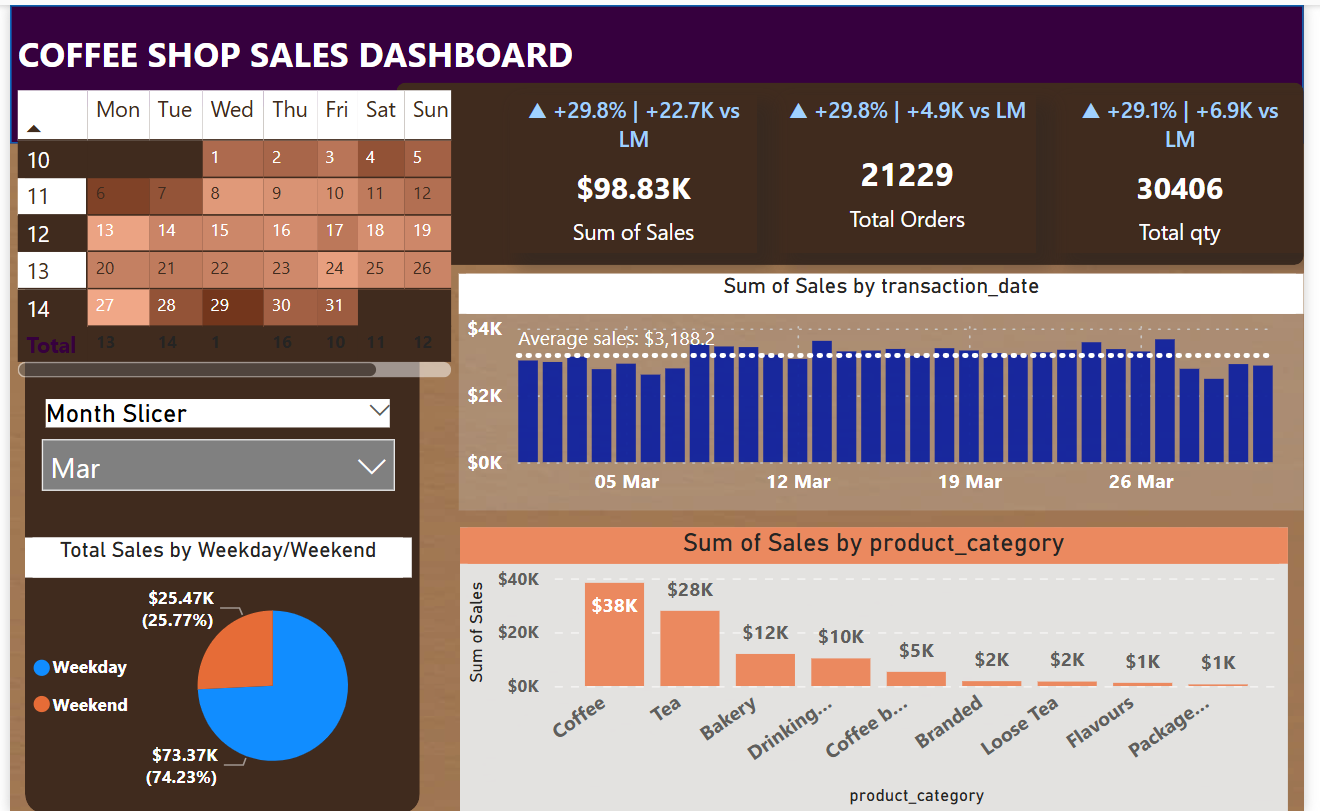 COFFEE SHOP SALES DASHBOARD
Mon Tue Wed Thu Fri Sat Sun
10 1 2 3 4 5
11 6 7 8 9 10 11 12
12 13 14 15 16 17 18 19
13 20 21 22 23 24 25 26
14 27 28 29 30 31
Total 13 14 1 16 10 11 12
▲ +29.8% | +22.7K vs
LM
$98.83K
Sum of Sales
▲ +29.8% | +4.9K vs LM
21229
Total Orders
▲ +29.1% | +6.9K vs
LM
30406
Total qty
Sum of Sales by transaction_date
Average sales: $3,188.2
$4K
$2K
$0K
05 Mar 12 Mar 19 Mar 26 Mar
Month Slicer
Mar
Total Sales by Weekday/Weekend
$25.47K
(25.77%)
Weekday
Weekend
$73.37K
(74.23%)
Sum of Sales by product_category
Sum of Sales
$40K
$20K
$0K
$38K $28K $12K $10K $5K $2K $2K $1K $1K
Coffee Tea Bakery Drinking... Coffee b... Branded Loose Tea Flavours Package...
product_category